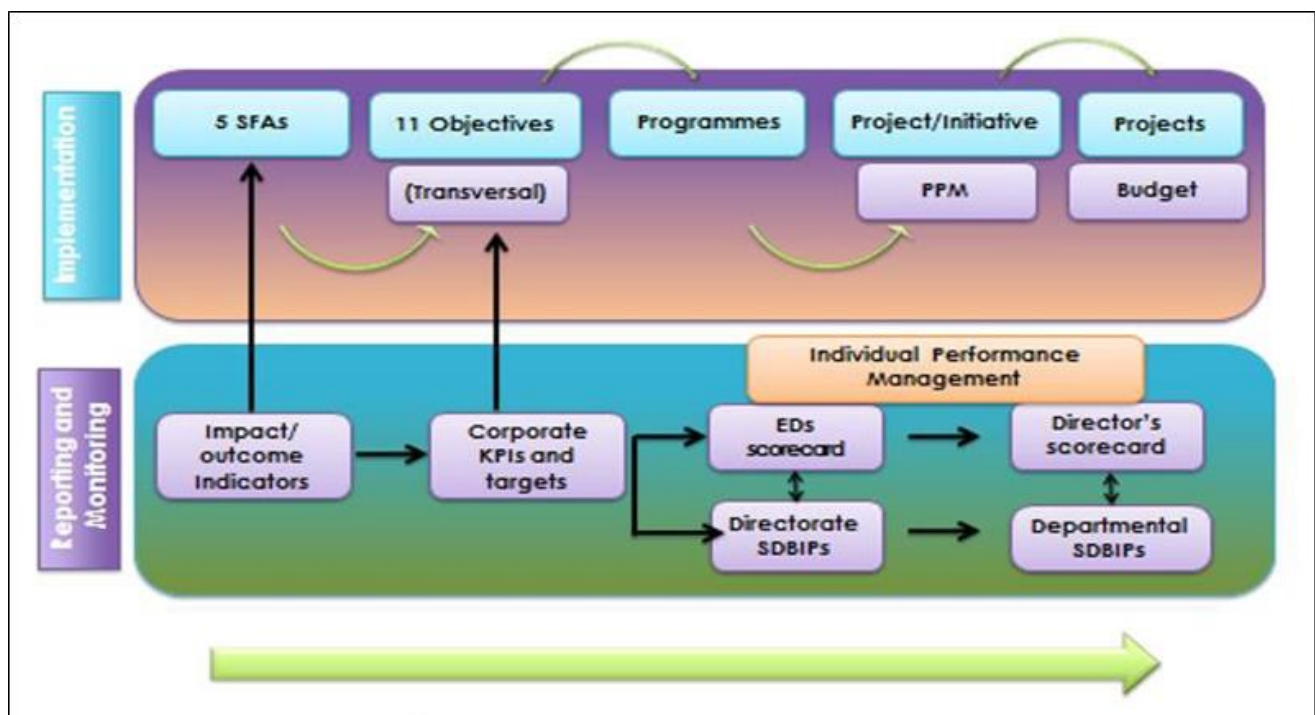 Implementation
5 SFAs
11 Objectives
(Transversal)
Programmes
Project/Initiative
PPM
Projects
Budget
Reporting and
Monitoring
Impact/
outcome
Indicators
Corporate
KPIs and
targets
Individual Performance
Management
EDs
scorecard
Director's
scorecard
Directorate
SDBIPs
Departmental
SDBIPs